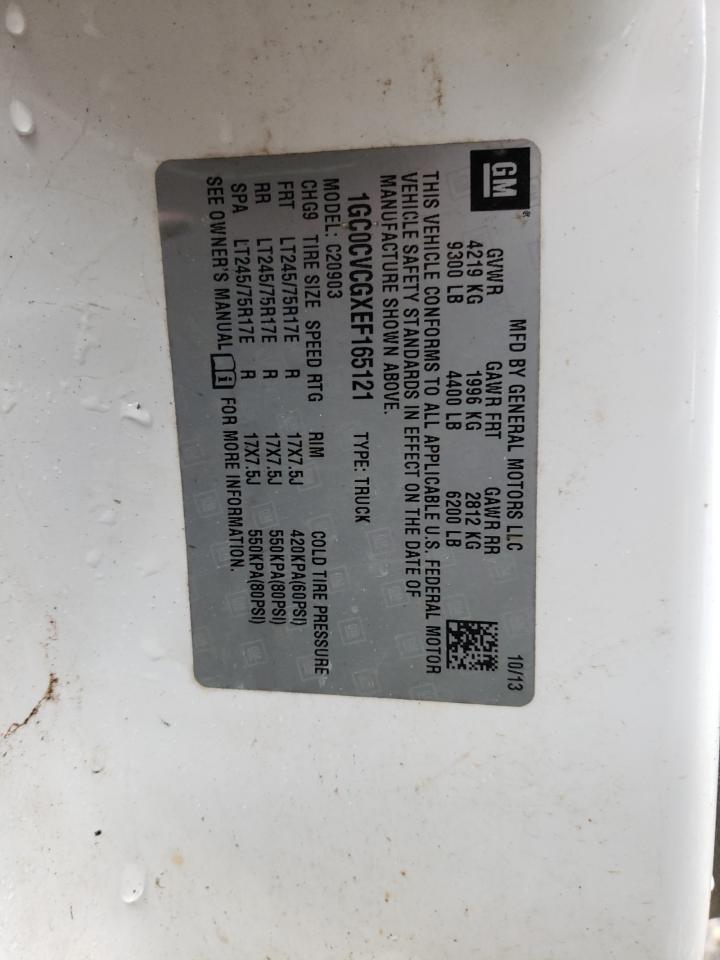 GM®
MFD BY GENERAL MOTORS LLC 10/13
GVWR GAWR FRT GAWR RR
4219 KG 1996 KG 2812 KG
9300 LB 4400 LB 6200 LB
THIS VEHICLE CONFORMS TO ALL APPLICABLE U.S. FEDERAL MOTOR
VEHICLE SAFETY STANDARDS IN EFFECT ON THE DATE OF
MANUFACTURE SHOWN ABOVE.
1GC0CVCGXEF165121 TYPE: TRUCK
MODEL: C20903
CHG9 TIRE SIZE SPEED RTG RIM COLD TIRE PRESSURE
FRT LT245/75R17E R 17X7.5J 420KPA(60PSI)
RR LT245/75R17E R 17X7.5J 550KPA(80PSI)
SPA LT245/75R17E R 17X7.5J 550KPA(80PSI)
SEE OWNER'S MANUAL FOR MORE INFORMATION.